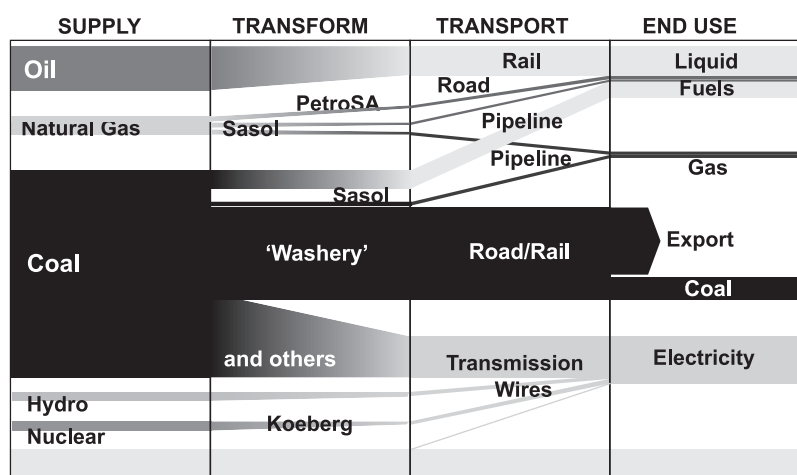 SUPPLY TRANSFORM TRANSPORT END USE
Oil Rail Liquid
Road Fuels
PetroSA
Natural Gas Sasol Pipeline
Pipeline Gas
Sasol
Coal 'Washery' Road/Rail Export
Coal
and others Transmission Electricity
Wires
Hydro
Koeberg
Nuclear